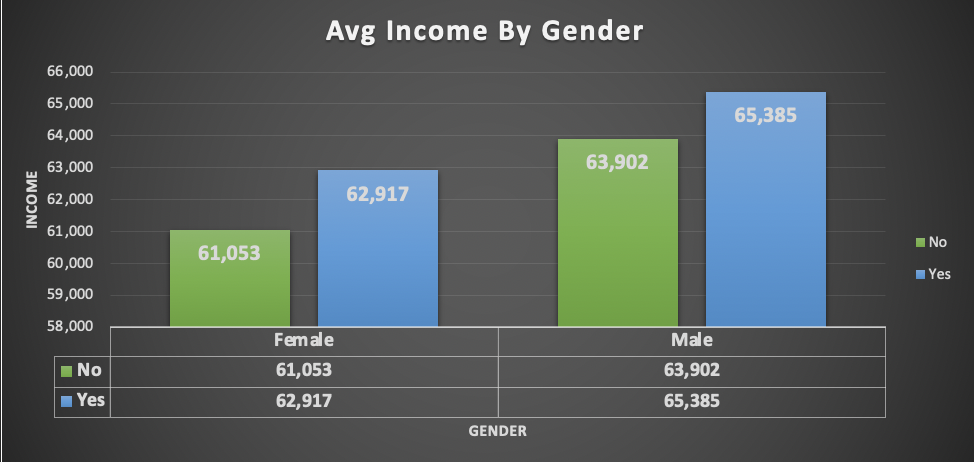 Avg Income By Gender
66,000
65,000
64,000
63,000
62,000
61,000
60,000
59,000
58,000
INCOME
61,053
62,917
63,902
65,385
No
Yes
Female Male
No 61,053 63,902
Yes 62,917 65,385
GENDER